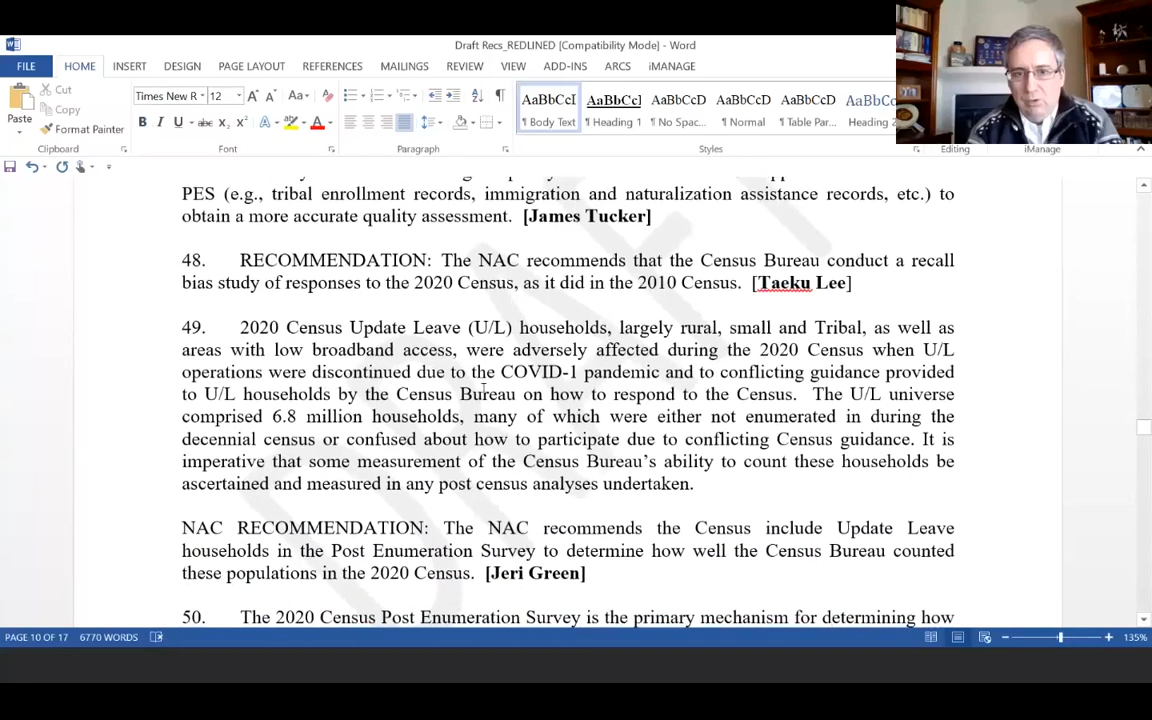 Draft Recs_REDLINED [Compatibility Mode] - Word
FILE HOME INSERT DESIGN PAGE LAYOUT REFERENCES MAILINGS REVIEW VIEW ADD-INS ARCS iMANAGE
Cut
Copy
Format Painter
Paste
Times New R 12
AaBbCcI AaBbCcI AaBbCcD AaBbCcD AaBbCcD AaBbCc
¶ Body Text ¶ Heading 1 ¶ No Spac... ¶ Normal ¶ Table Par... Heading 2
Clipboard Font Paragraph Styles Editing iManage
PES (e.g., tribal enrollment records, immigration and naturalization assistance records, etc.) to
obtain a more accurate quality assessment. [James Tucker]
48. RECOMMENDATION: The NAC recommends that the Census Bureau conduct a recall
bias study of responses to the 2020 Census, as it did in the 2010 Census. [Taeku Lee]
49. 2020 Census Update Leave (U/L) households, largely rural, small and Tribal, as well as
areas with low broadband access, were adversely affected during the 2020 Census when U/L
operations were discontinued due to the COVID-1 pandemic and to conflicting guidance provided
to U/L households by the Census Bureau on how to respond to the Census. The U/L universe
comprised 6.8 million households, many of which were either not enumerated in during the
decennial census or confused about how to participate due to conflicting Census guidance. It is
imperative that some measurement of the Census Bureau's ability to count these households be
ascertained and measured in any post census analyses undertaken.
NAC RECOMMENDATION: The NAC recommends the Census include Update Leave
households in the Post Enumeration Survey to determine how well the Census Bureau counted
these populations in the 2020 Census. [Jeri Green]
50. The 2020 Census Post Enumeration Survey is the primary mechanism for determining how
DRAFT
PAGE 10 OF 17 6770 WORDS 135%